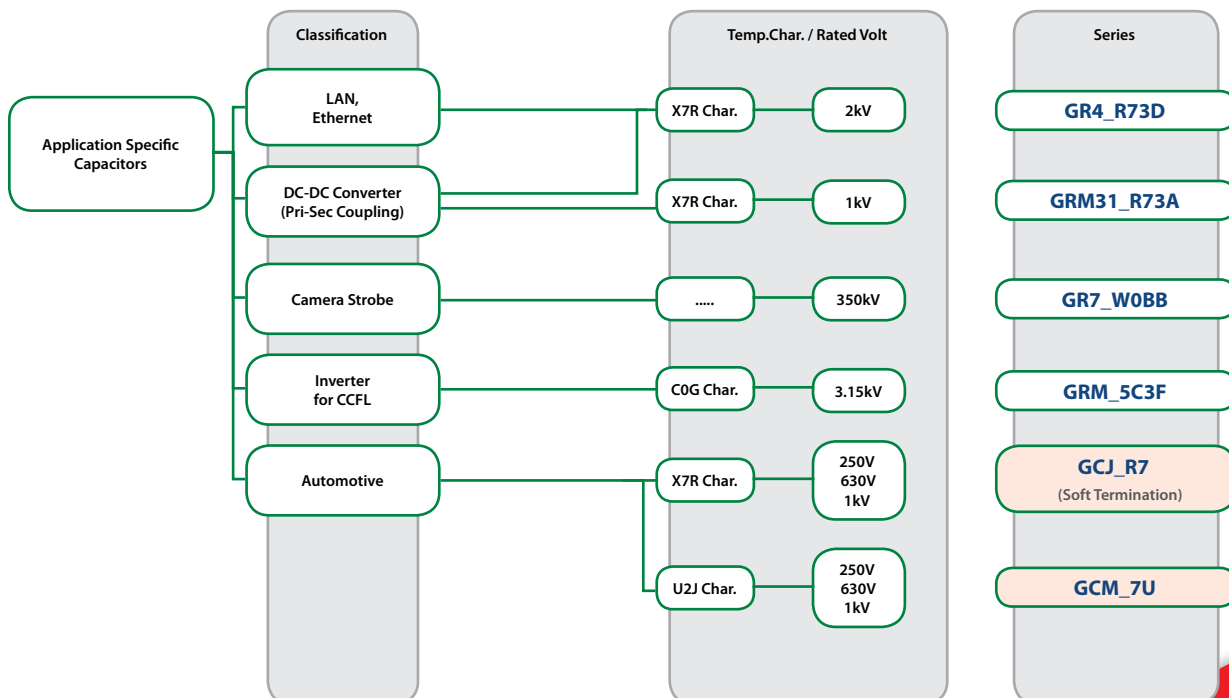 Classification
Temp.Char. / Rated Volt
Series
Application Specific
Capacitors
LAN,
Ethernet
X7R Char.
2kV
GR4_R73D
DC-DC Converter
(Pri-Sec Coupling)
X7R Char.
1kV
GRM31_R73A
Camera Strobe
.....
350kV
GR7_W0BB
Inverter
for CCFL
C0G Char.
3.15kV
GRM_5C3F
Automotive
X7R Char.
250V
630V
1kV
GCJ_R7
(Soft Termination)
U2J Char.
250V
630V
1kV
GCM_7U